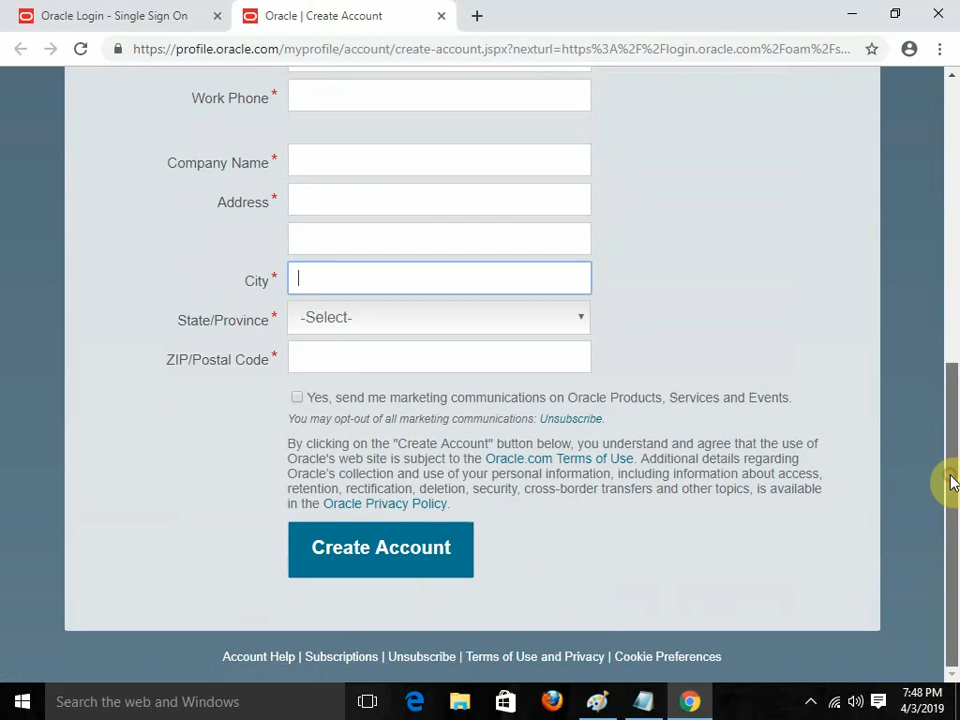 Oracle Login - Single Sign On
Oracle | Create Account
https://profile.oracle.com/myprofile/account/create-account.jspx?nexturl=https%3A%2F%2Flogin.oracle.com%2Foam%2Fs...
Work Phone *
Company Name *
Address *
City *
State/Province * -Select-
ZIP/Postal Code *
Yes, send me marketing communications on Oracle Products, Services and Events.
You may opt-out of all marketing communications: Unsubscribe.
By clicking on the "Create Account" button below, you understand and agree that the use of
Oracle's web site is subject to the Oracle.com Terms of Use. Additional details regarding
Oracle's collection and use of your personal information, including information about access,
retention, rectification, deletion, security, cross-border transfers and other topics, is available
in the Oracle Privacy Policy.
Create Account
Account Help | Subscriptions | Unsubscribe | Terms of Use and Privacy | Cookie Preferences
Search the web and Windows
7:48 PM
4/3/2019